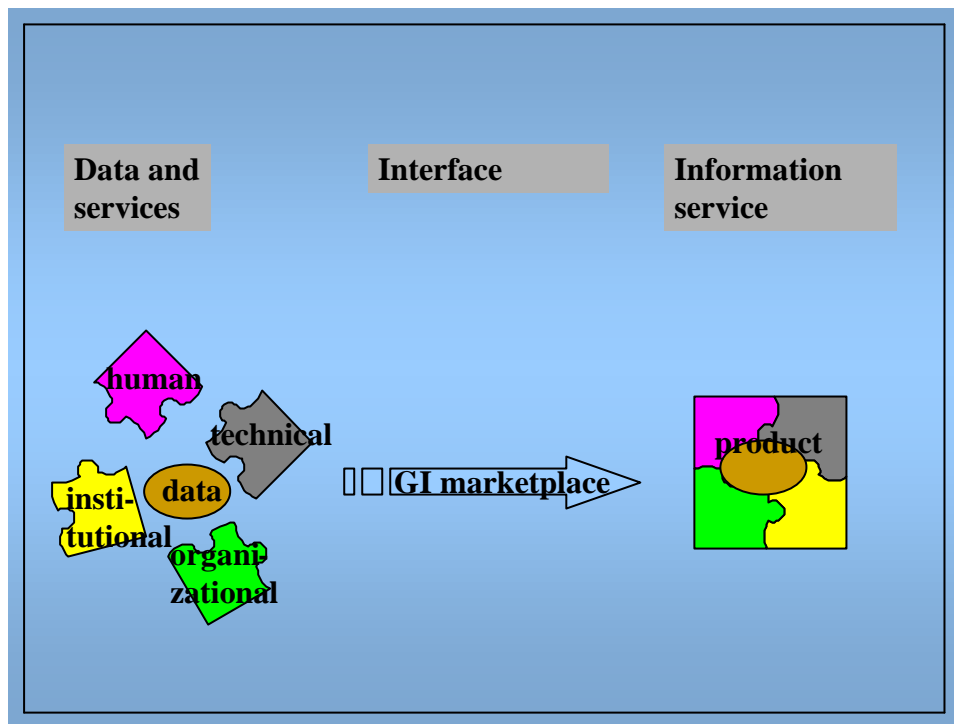 Data and
services
Interface
Information
service
human
technical
insti-
tutional
data
organi-
zational
GI marketplace
product